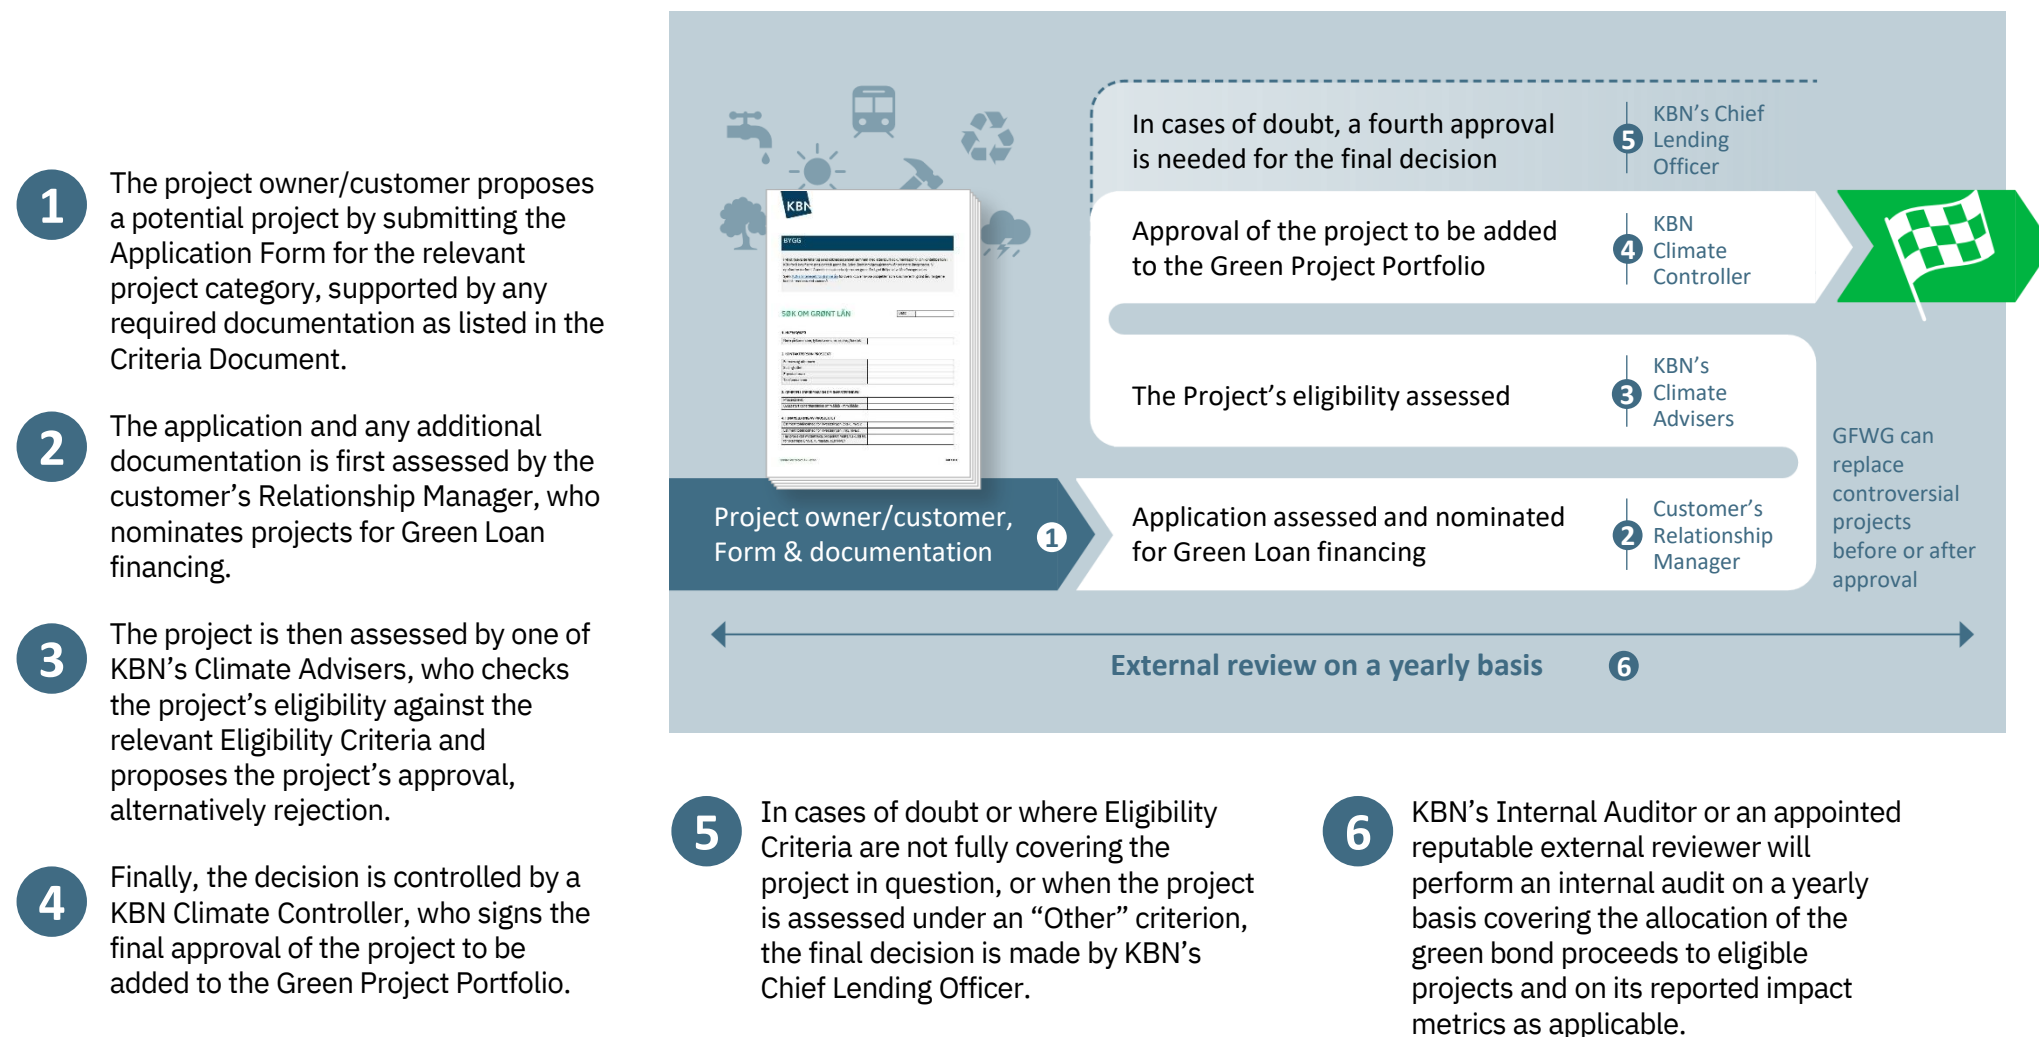 1
The project owner/customer proposes
a potential project by submitting the
Application Form for the relevant
project category, supported by any
required documentation as listed in the
Criteria Document.
2
The application and any additional
documentation is first assessed by the
customer's Relationship Manager, who
nominates projects for Green Loan
financing.
3
The project is then assessed by one of
KBN's Climate Advisers, who checks
the project's eligibility against the
relevant Eligibility Criteria and
proposes the project's approval,
alternatively rejection.
4
Finally, the decision is controlled by a
KBN Climate Controller, who signs the
final approval of the project to be
added to the Green Project Portfolio.
KBN
BYGG
SØK OM GRØNT LÅN
Project owner/customer,
Form & documentation
1
In cases of doubt, a fourth approval
is needed for the final decision
5
KBN's Chief
Lending
Officer
Approval of the project to be added
to the Green Project Portfolio
4
KBN
Climate
Controller
The Project's eligibility assessed
3
KBN's
Climate
Advisers
Application assessed and nominated
for Green Loan financing
2
Customer's
Relationship
Manager
GFWG can
replace
controversial
projects
before or after
approval
External review on a yearly basis
6
5
In cases of doubt or where Eligibility
Criteria are not fully covering the
project in question, or when the project
is assessed under an “Other” criterion,
the final decision is made by KBN's
Chief Lending Officer.
6
KBN's Internal Auditor or an appointed
reputable external reviewer will
perform an internal audit on a yearly
basis covering the allocation of the
green bond proceeds to eligible
projects and on its reported impact
metrics as applicable.